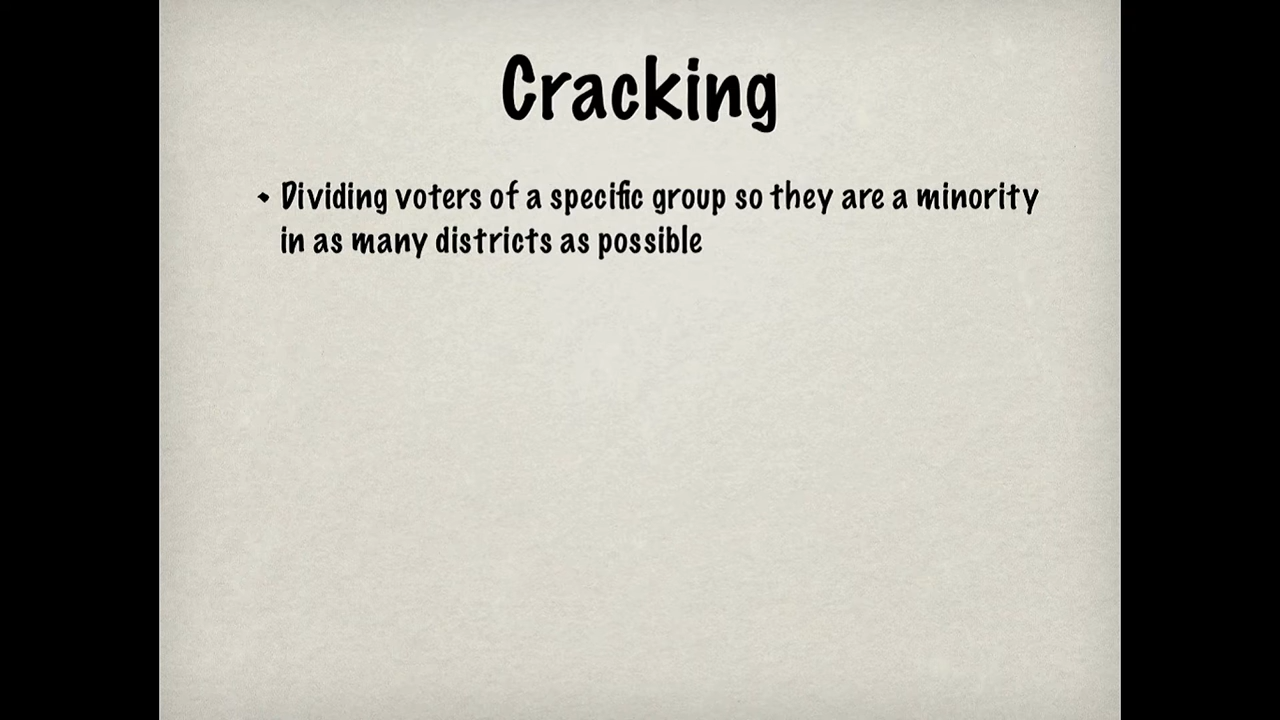 Cracking
Dividing voters of a specific group so they are a minority
in as many districts as possible